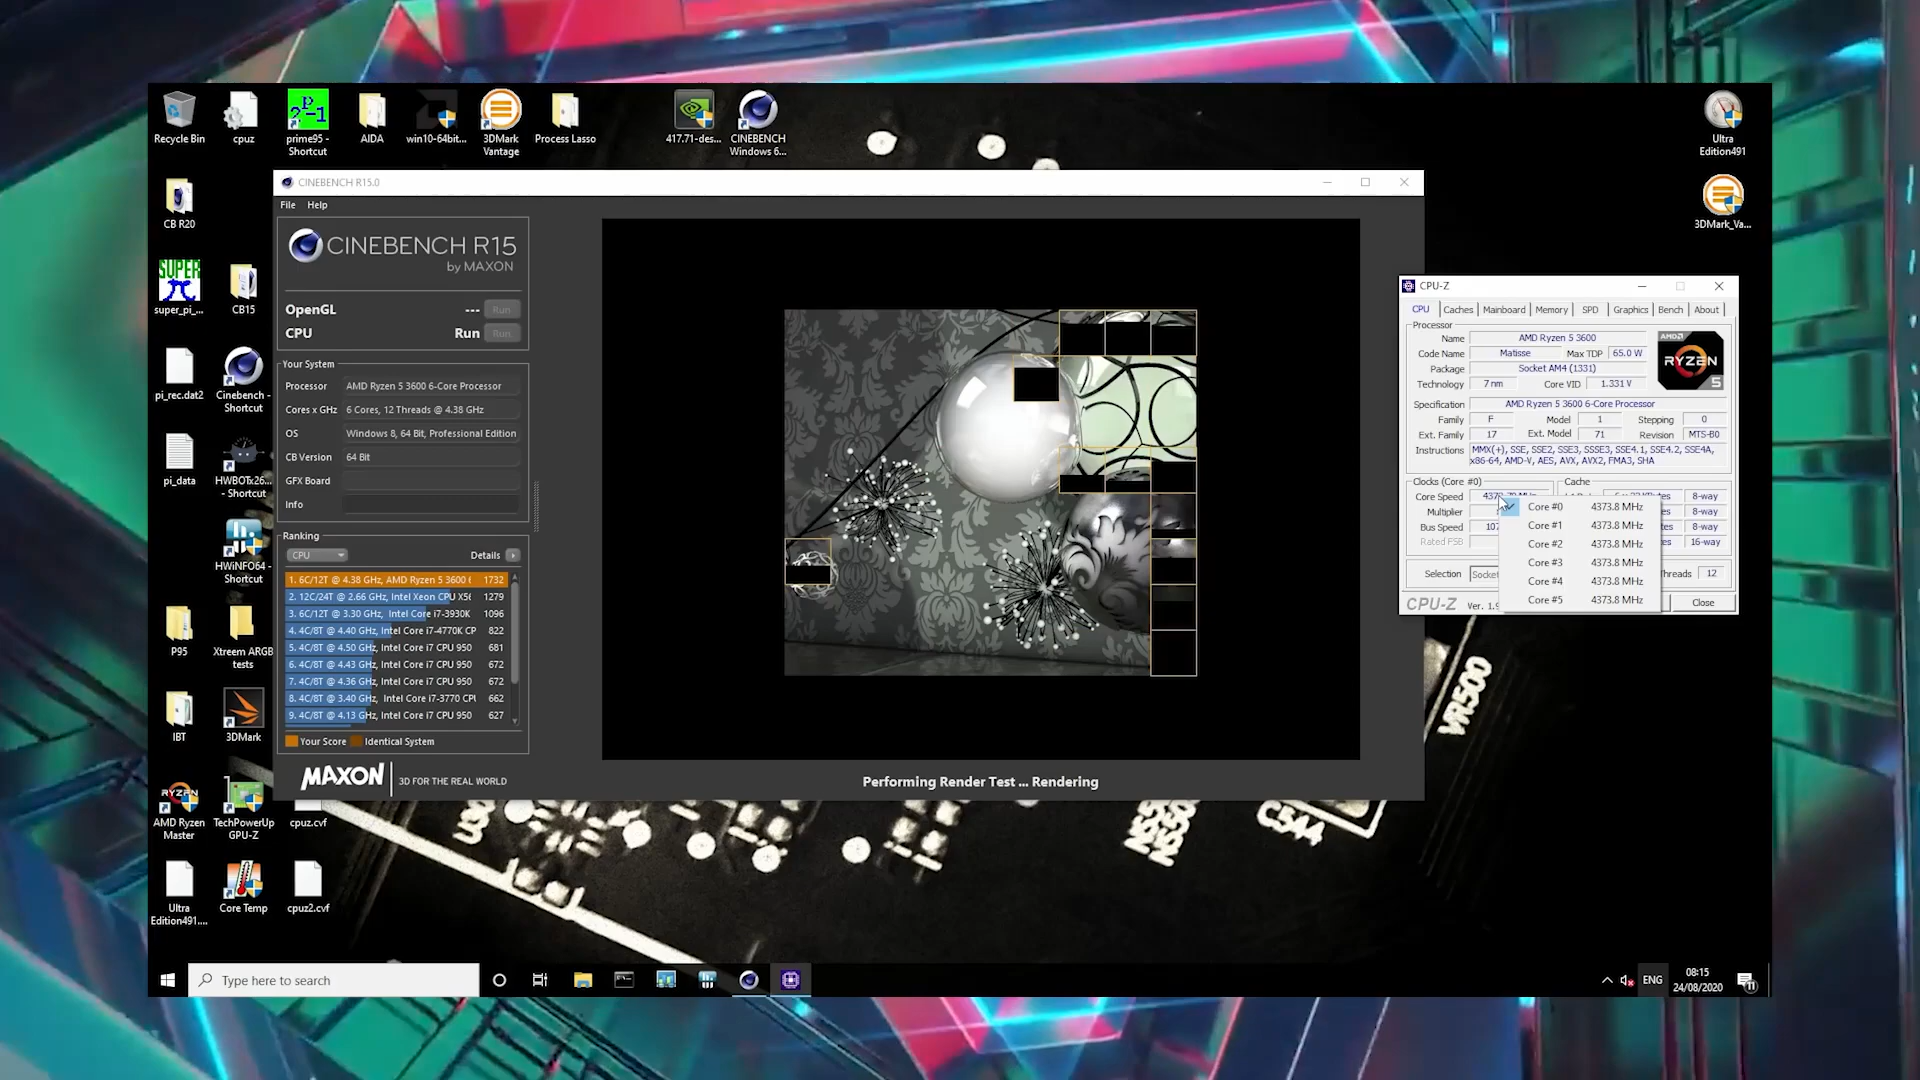 Recycle Bin
cpuz
prime95 -
Shortcut
AIDA
win10-64bit...
3DMark
Vantage
Process Lasso
417.71-des...
CINEBENCH
Windows 6...
Ultra
Edition491
CB R20
3DMark_Va...
SUPER
super_pi_...
CB15
pi_rec.dat2
Cinebench -
Shortcut
pi_data
HWBOTx26...
- Shortcut
HWiNFO64 -
Shortcut
P95
Xtreem ARGB
tests
IBT
3DMark
RYZEN
AMD Ryzen
Master
TechPowerUp
GPU-Z
cpuz.cvf
Ultra
Edition491....
Core Temp
cpuz2.cvf
CINEBENCH R15.0
File Help
CINEBENCH R15
by MAXON
OpenGL --- Run
CPU Run Run
Your System
Processor AMD Ryzen 5 3600 6-Core Processor
Cores x GHz 6 Cores, 12 Threads @ 4.38 GHz
OS Windows 8, 64 Bit, Professional Edition
CB Version 64 Bit
GFX Board
Info
Ranking
CPU Details
1. 6C/12T @ 4.38 GHz, AMD Ryzen 5 3600 ( 1732
2. 12C/24T @ 2.66 GHz, Intel Xeon CPU X5( 1279
3. 6C/12T @ 3.30 GHz, Intel Core i7-3930K 1096
4. 4C/8T @ 4.40 GHz, Intel Core i7-4770K CP 822
5. 4C/8T @ 4.50 GHz, Intel Core i7 CPU 950 681
6. 4C/8T @ 4.43 GHz, Intel Core i7 CPU 950 672
7. 4C/8T @ 4.36 GHz, Intel Core i7 CPU 950 672
8. 4C/8T @ 3.40 GHz, Intel Core i7-3770 CPU 662
9. 4C/8T @ 4.13 GHz, Intel Core i7 CPU 950 627
Your Score Identical System
MAXON 3D FOR THE REAL WORLD
Performing Render Test ... Rendering
CPU-Z
CPU Caches Mainboard Memory SPD Graphics Bench About
Processor
Name AMD Ryzen 5 3600
Code Name Matisse Max TDP 65.0 W
Package Socket AM4 (1331)
Technology 7 nm Core VID 1.331 V
AMD
RYZEN
5
Specification AMD Ryzen 5 3600 6-Core Processor
Family F Model 1 Stepping 0
Ext. Family 17 Ext. Model 71 Revision MTS-B0
Instructions MMX(+), SSE, SSE2, SSE3, SSSE3, SSE4.1, SSE4.2, SSE4A,
x86-64, AMD-V, AES, AVX, AVX2, FMA3, SHA
Clocks (Core #0) Cache
Core Speed 8-way
Multiplier 8-way
Bus Speed 107 8-way
Rated FSB 16-way
Core #0 4373.8 MHz
Core #1 4373.8 MHz
Core #2 4373.8 MHz
Core #3 4373.8 MHz
Core #4 4373.8 MHz
Core #5 4373.8 MHz
Selection Socket Threads 12
CPU-Z Ver. 1.9 Close
VR500
C544
Type here to search
ENG
08:15
24/08/2020
11